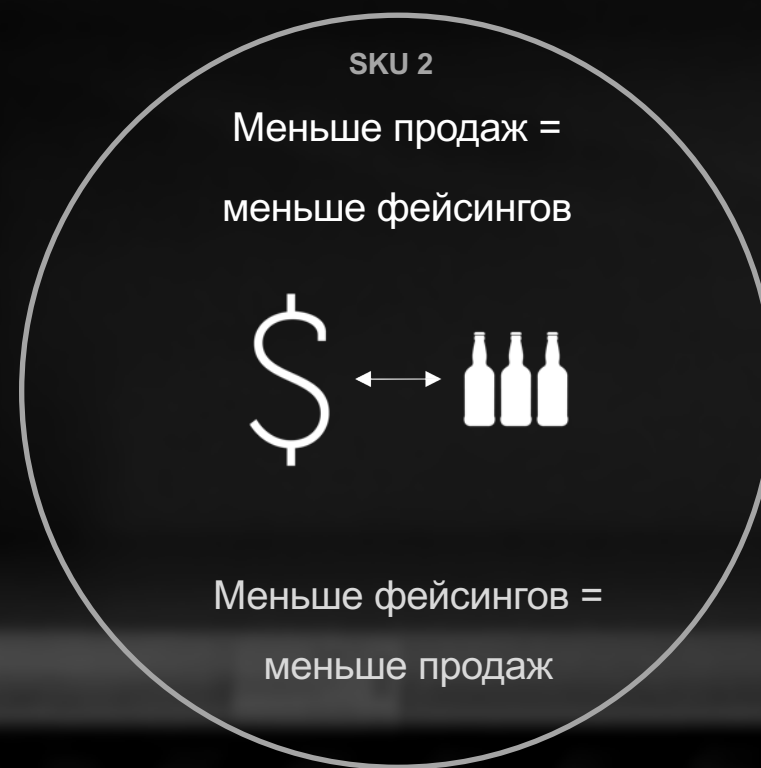 SKU 2
Меньше продаж =
меньше фейсингов
Меньше фейсингов =
меньше продаж